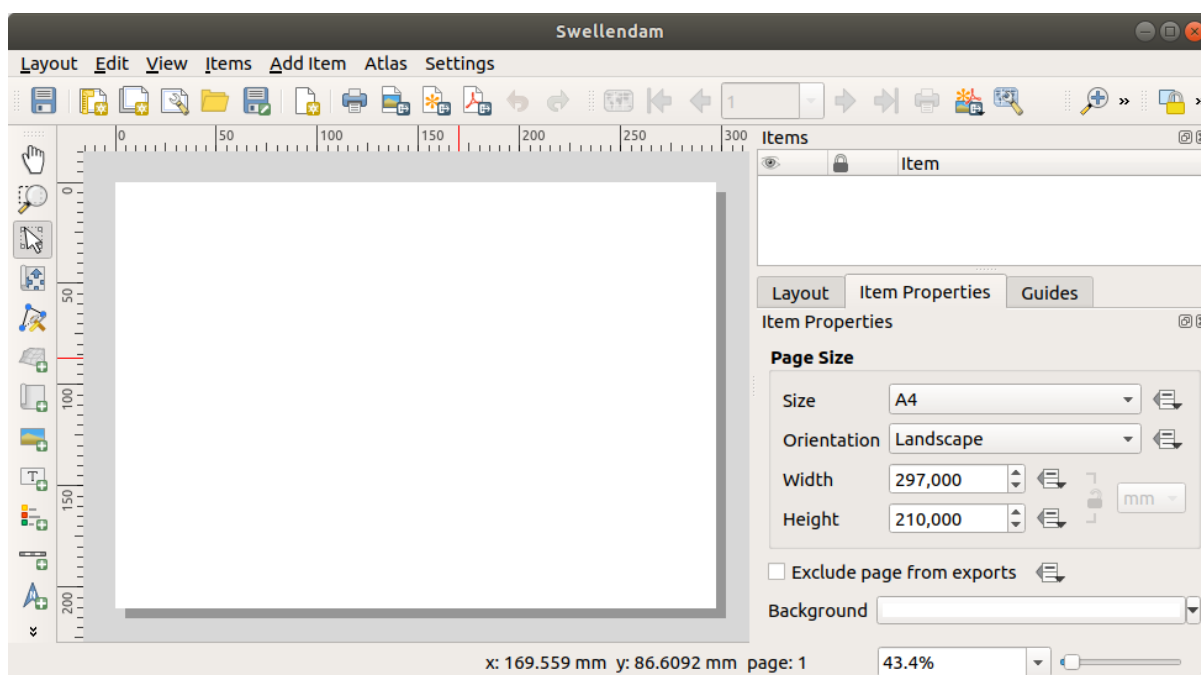 Swellendam
Layout Edit View Items Add Item Atlas Settings
1
»
»
0 50 100 150 200 250 300
Items
Item
0
50
100
150
200
Layout Item Properties Guides
Item Properties
Page Size
Size A4
Orientation Landscape
Width 297,000
mm
Height 210,000
Exclude page from exports
Background
x: 169.559 mm y: 86.6092 mm page: 1 43.4%